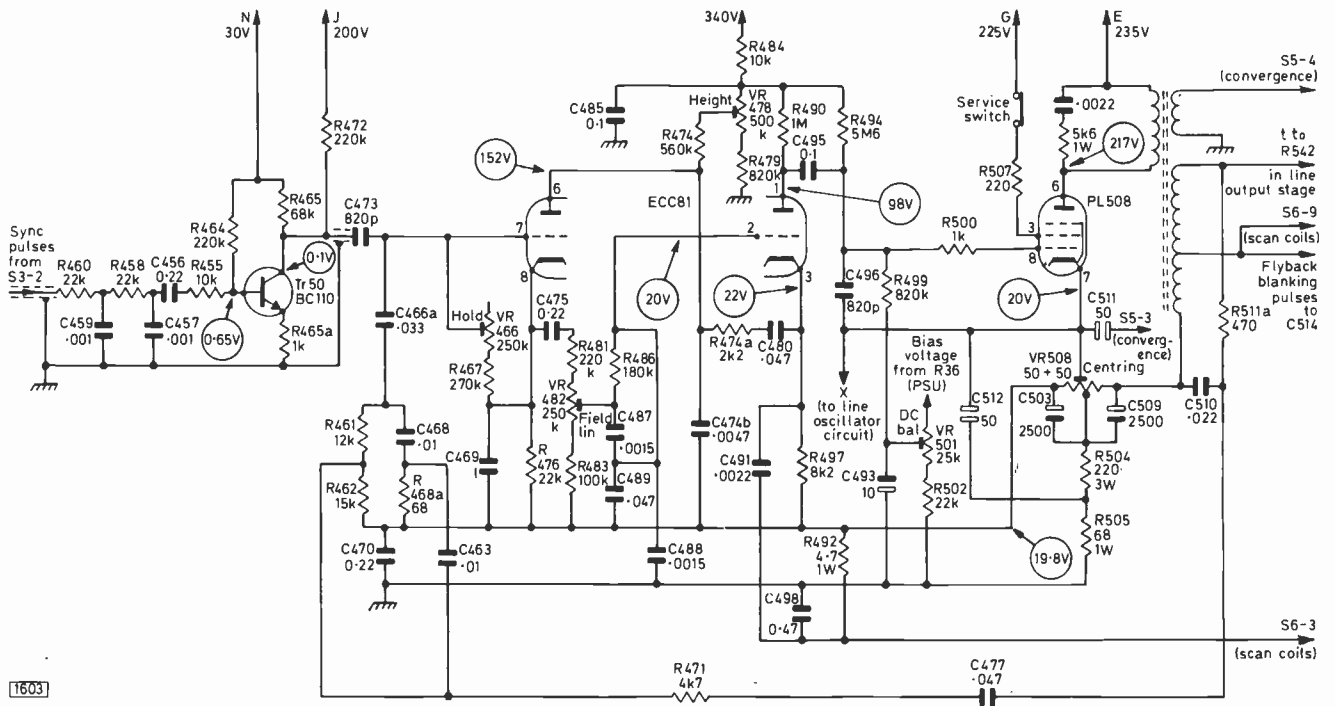 N
30V
J
200V
340V
G
225V
E
235V
R484
10k
S5-4
(convergence)
R472
220k
C485
0·1
Height
VR
478
500
k
R490
1M
R494
5M6
Service
switch
·0022
5k6
1W
217V
t to
R542
in line
output stage
R474
560k
C495
0·1
R479
820k
152V
R465
68k
C473
820p
R464
220k
6
ECC81
1
98V
R507
220
6
PL508
S6-9
(scan coils)
Sync
pulses
from
S3-2
R460
22k
R458
22k
C456
0·22
R455
10k
0·1V
Tr50
BC110
7
2
R500
1k
3
8
Flyback
blanking
pulses
to
C514
8
20V
22V
3
C496
820p
R499
820k
20V
7
C511
50
S5-3
(converg-
ence)
R511a
470
C459
·001
C457
·001
0·65V
R465a
1k
C466a
·033
Hold
VR
466
250k
C475
0·22
R481
220
k
R486
180k
R474a
2k2
C480
·047
Bias
voltage
from R36
(PSU)
VR508
50 + 50
Centring
R467
270k
VR
482
250
k
Field
lin
C487
·0015
X
(to line
oscillator
circuit)
C512
50
C503
2500
C509
2500
C510
·022
DC
bal
VR
501
25k
R461
12k
C468
·01
C469
1
R
476
22k
R483
100k
C489
·047
C474b
·0047
C491
·0022
R497
8k2
C493
10
R502
22k
R504
220·
3W
R462
15k
R
468a
68
R505
68
1W
C470
0·22
C463
·01
C488
·0015
R492
4·7
1W
19·8V
C498
0·47
S6-3
(scan coils)
R471
4k7
C477
·047
1603